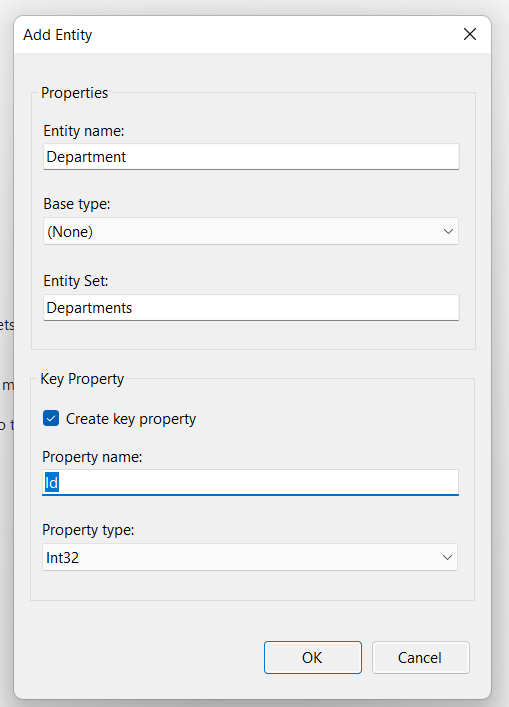 Add Entity
Properties
Entity name:
Department
Base type:
(None)
Entity Set:
Departments
ets
Key Property
m
Create key property
o t
Property name:
Id
Property type:
Int32
OK Cancel